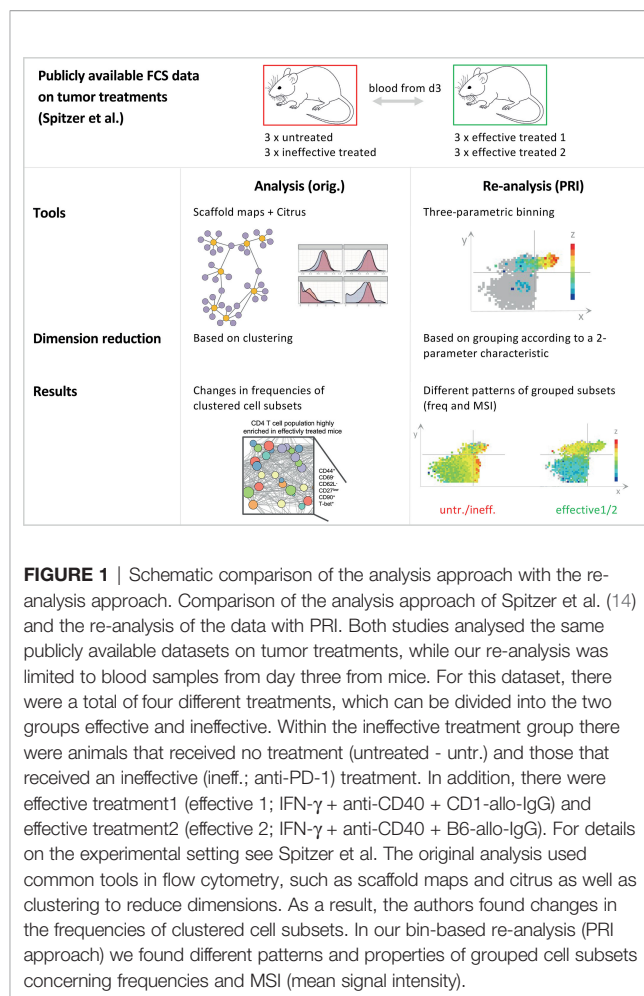 Publicly available FCS data
on tumor treatments
(Spitzer et al.)
blood from d3
3 x untreated
3 x ineffective treated
3 x effective treated 1
3 x effective treated 2
Analysis (orig.)
Re-analysis (PRI)
Tools
Scaffold maps + Citrus
Three-parametric binning
y
z
x
Dimension reduction
Based on clustering
Based on grouping according to a 2-
parameter characteristic
Results
Changes in frequencies of
clustered cell subsets
Different patterns of grouped subsets
(freq and MSI)
CD4 T cell population highly
enriched in effectivly treated mice
CD44+
CD69-
CD62L-
CD27low
CD90+
T-bet+
y
z
x
untr./ineff.
effective1/2
FIGURE 1 | Schematic comparison of the analysis approach with the re-
analysis approach. Comparison of the analysis approach of Spitzer et al. (14)
and the re-analysis of the data with PRI. Both studies analysed the same
publicly available datasets on tumor treatments, while our re-analysis was
limited to blood samples from day three from mice. For this dataset, there
were a total of four different treatments, which can be divided into the two
groups effective and ineffective. Within the ineffective treatment group there
were animals that received no treatment (untreated - untr.) and those that
received an ineffective (ineff.; anti-PD-1) treatment. In addition, there were
effective treatment1 (effective 1; IFN-γ + anti-CD40 + CD1-allo-IgG) and
effective treatment2 (effective 2; IFN-γ + anti-CD40 + B6-allo-IgG). For details
on the experimental setting see Spitzer et al. The original analysis used
common tools in flow cytometry, such as scaffold maps and citrus as well as
clustering to reduce dimensions. As a result, the authors found changes in
the frequencies of clustered cell subsets. In our bin-based re-analysis (PRI
approach) we found different patterns and properties of grouped cell subsets
concerning frequencies and MSI (mean signal intensity).